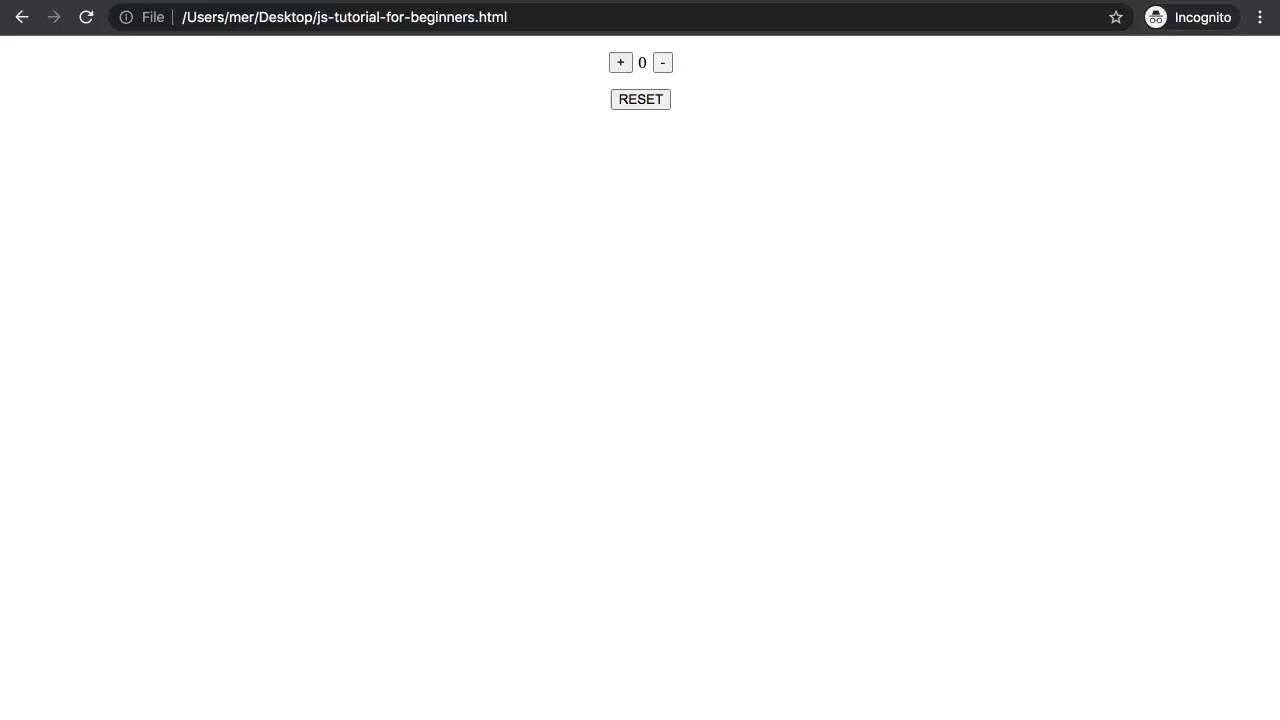 File /Users/mer/Desktop/js-tutorial-for-beginners.html Incognito
+ 0 -
RESET